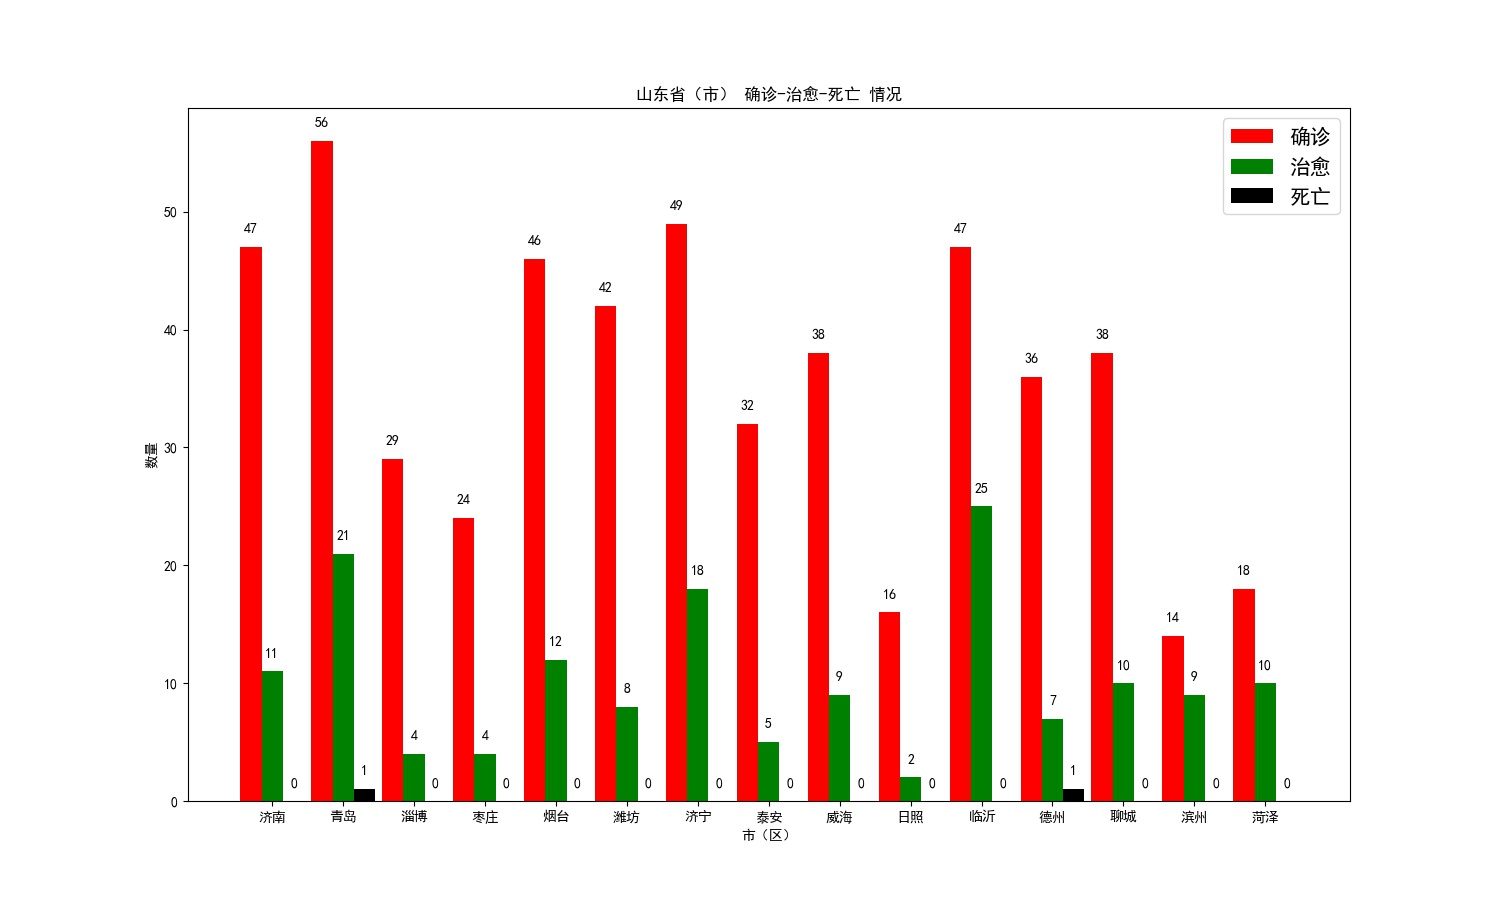 山东省（市） 确诊-治愈-死亡 情况
确诊
治愈
死亡
数量
50
40
30
20
10
0
47 11 0
56 21 1
29 4 0
24 4 0
46 12 0
42 8 0
49 18 0
32 5 0
38 9 0
16 2 0
47 25 0
36 7 1
38 10 0
14 9 0
18 10 0
济南 青岛 淄博 枣庄 烟台 潍坊 济宁 泰安 威海 日照 临沂 德州 聊城 滨州 菏泽
市（区）